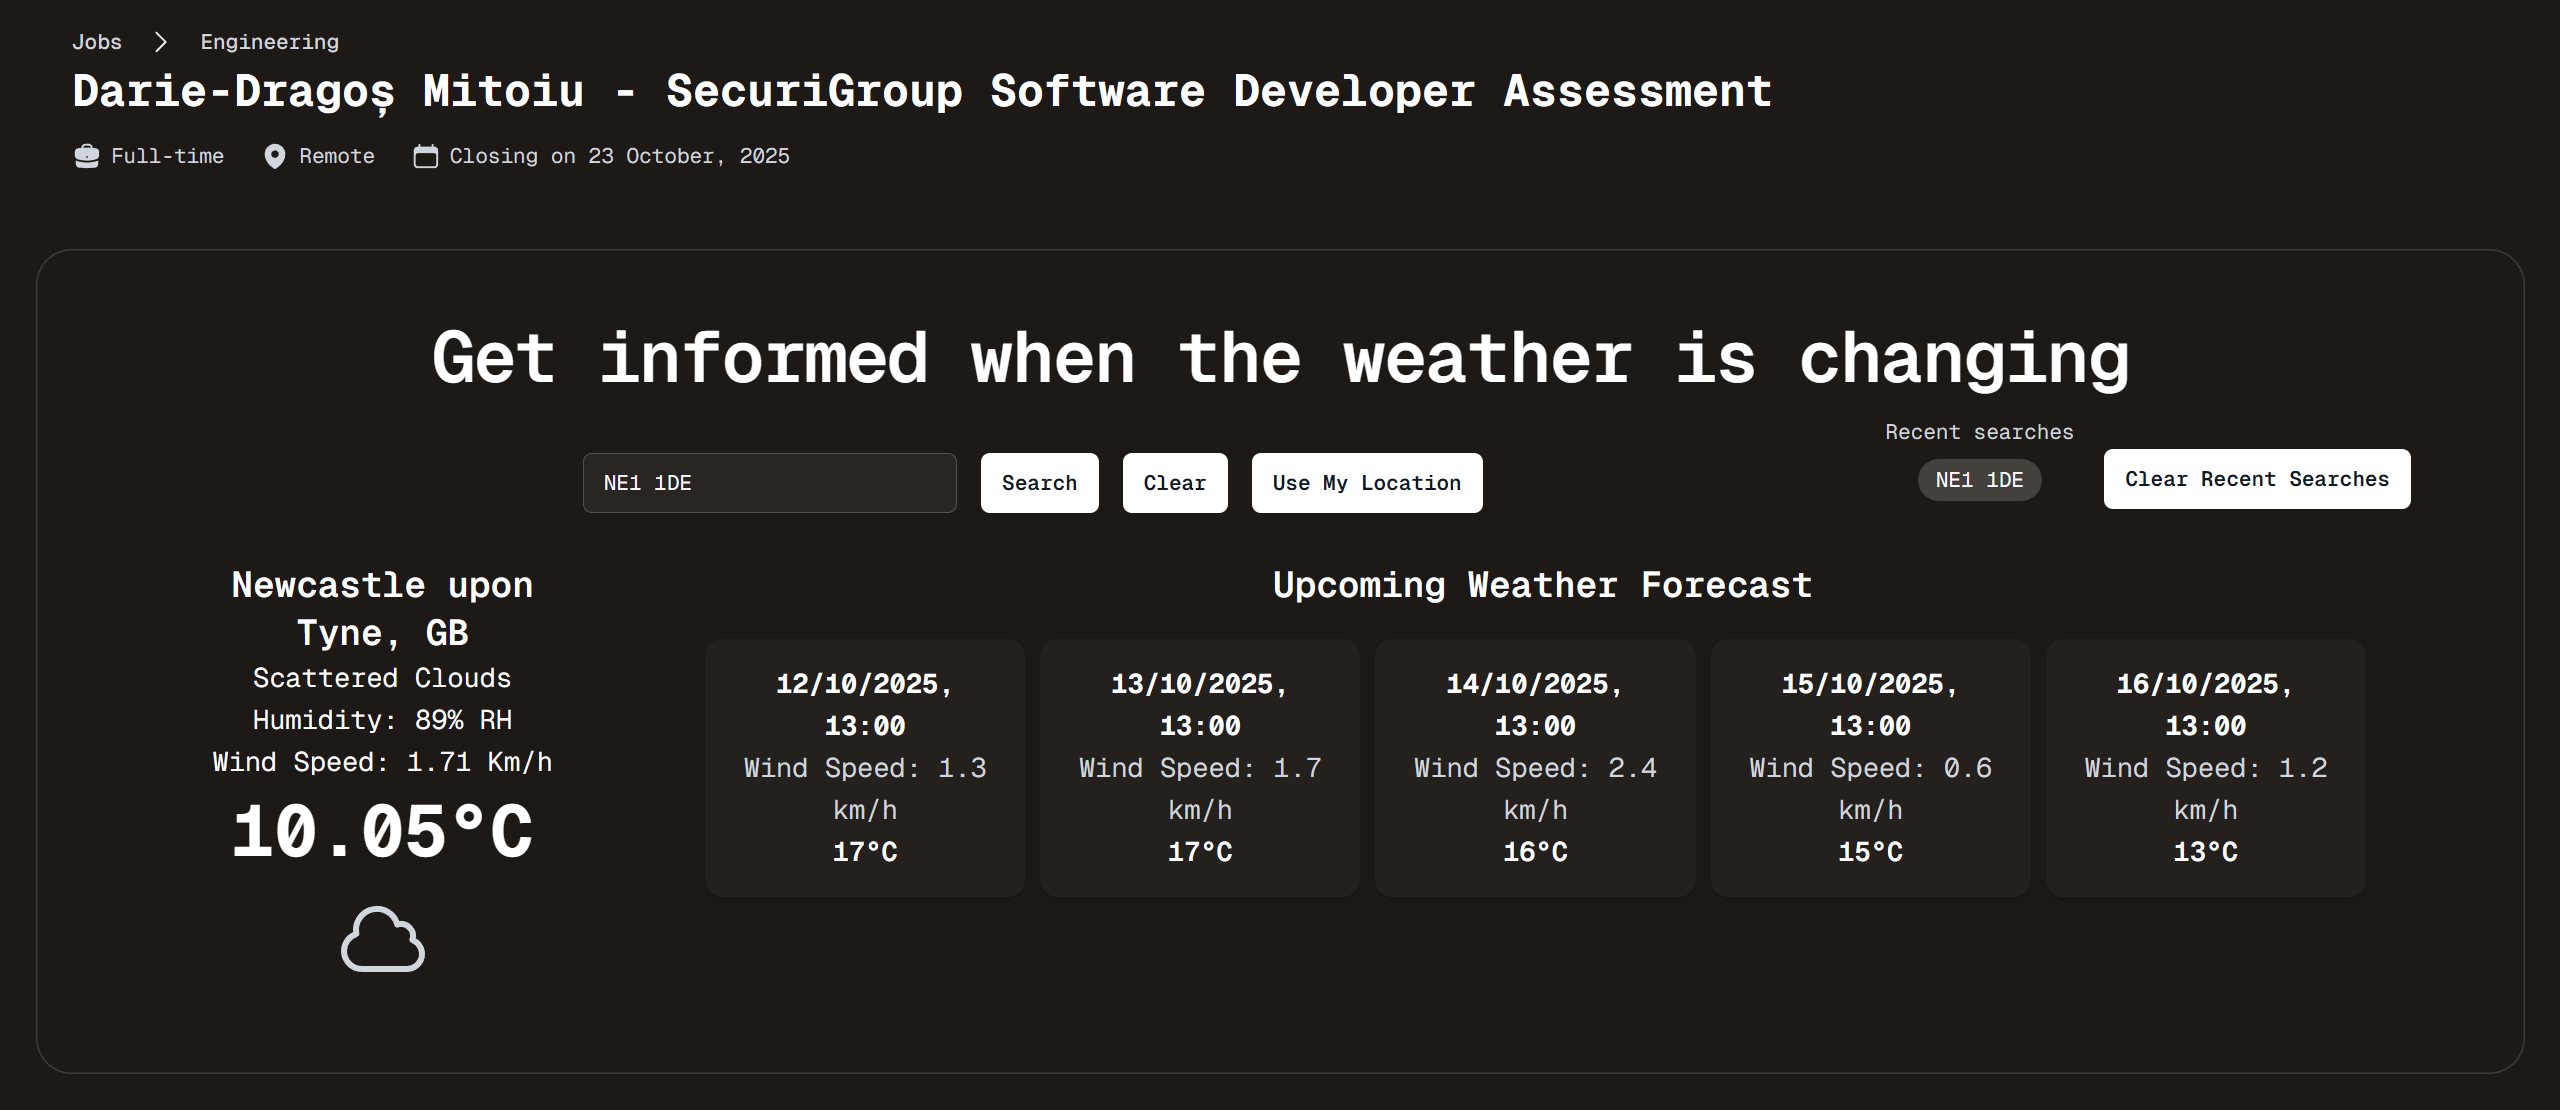 Jobs
Engineering
Darie-Dragoș Mitoiu - SecuriGroup Software Developer Assessment
Full-time
Remote
Closing on 23 October, 2025
Get informed when the weather is changing
NE1 1DE
Search
Clear
Use My Location
Recent searches
NE1 1DE
Clear Recent Searches
Newcastle upon
Tyne, GB
Scattered Clouds
Humidity: 89% RH
Wind Speed: 1.71 Km/h
10.05°C
Upcoming Weather Forecast
12/10/2025,
13:00
Wind Speed: 1.3
km/h
17°C
13/10/2025,
13:00
Wind Speed: 1.7
km/h
17°C
14/10/2025,
13:00
Wind Speed: 2.4
km/h
16°C
15/10/2025,
13:00
Wind Speed: 0.6
km/h
15°C
16/10/2025,
13:00
Wind Speed: 1.2
km/h
13°C